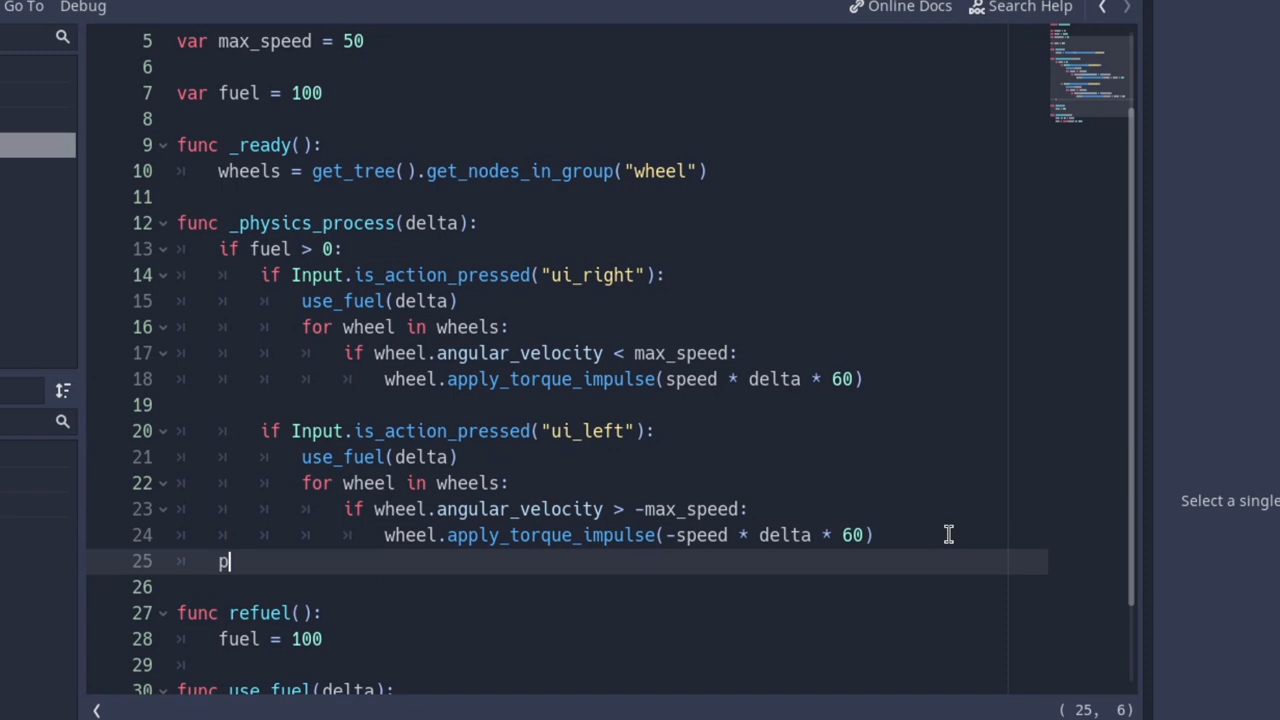 Go To Debug Online Docs Search Help
5 var max_speed = 50
6
7 var fuel = 100
8
9 func _ready():
10 wheels = get_tree().get_nodes_in_group("wheel")
11
12 func _physics_process(delta):
13 if fuel > 0:
14 if Input.is_action_pressed("ui_right"):
15 use_fuel(delta)
16 for wheel in wheels:
17 if wheel.angular_velocity < max_speed:
18 wheel.apply_torque_impulse(speed * delta * 60)
19
20 if Input.is_action_pressed("ui_left"):
21 use_fuel(delta)
22 for wheel in wheels:
23 if wheel.angular_velocity > -max_speed:
24 wheel.apply_torque_impulse(-speed * delta * 60)
25 p
26
27 func refuel():
28 fuel = 100
29
30 func use_fuel(delta):
( 25, 6)
Select a single